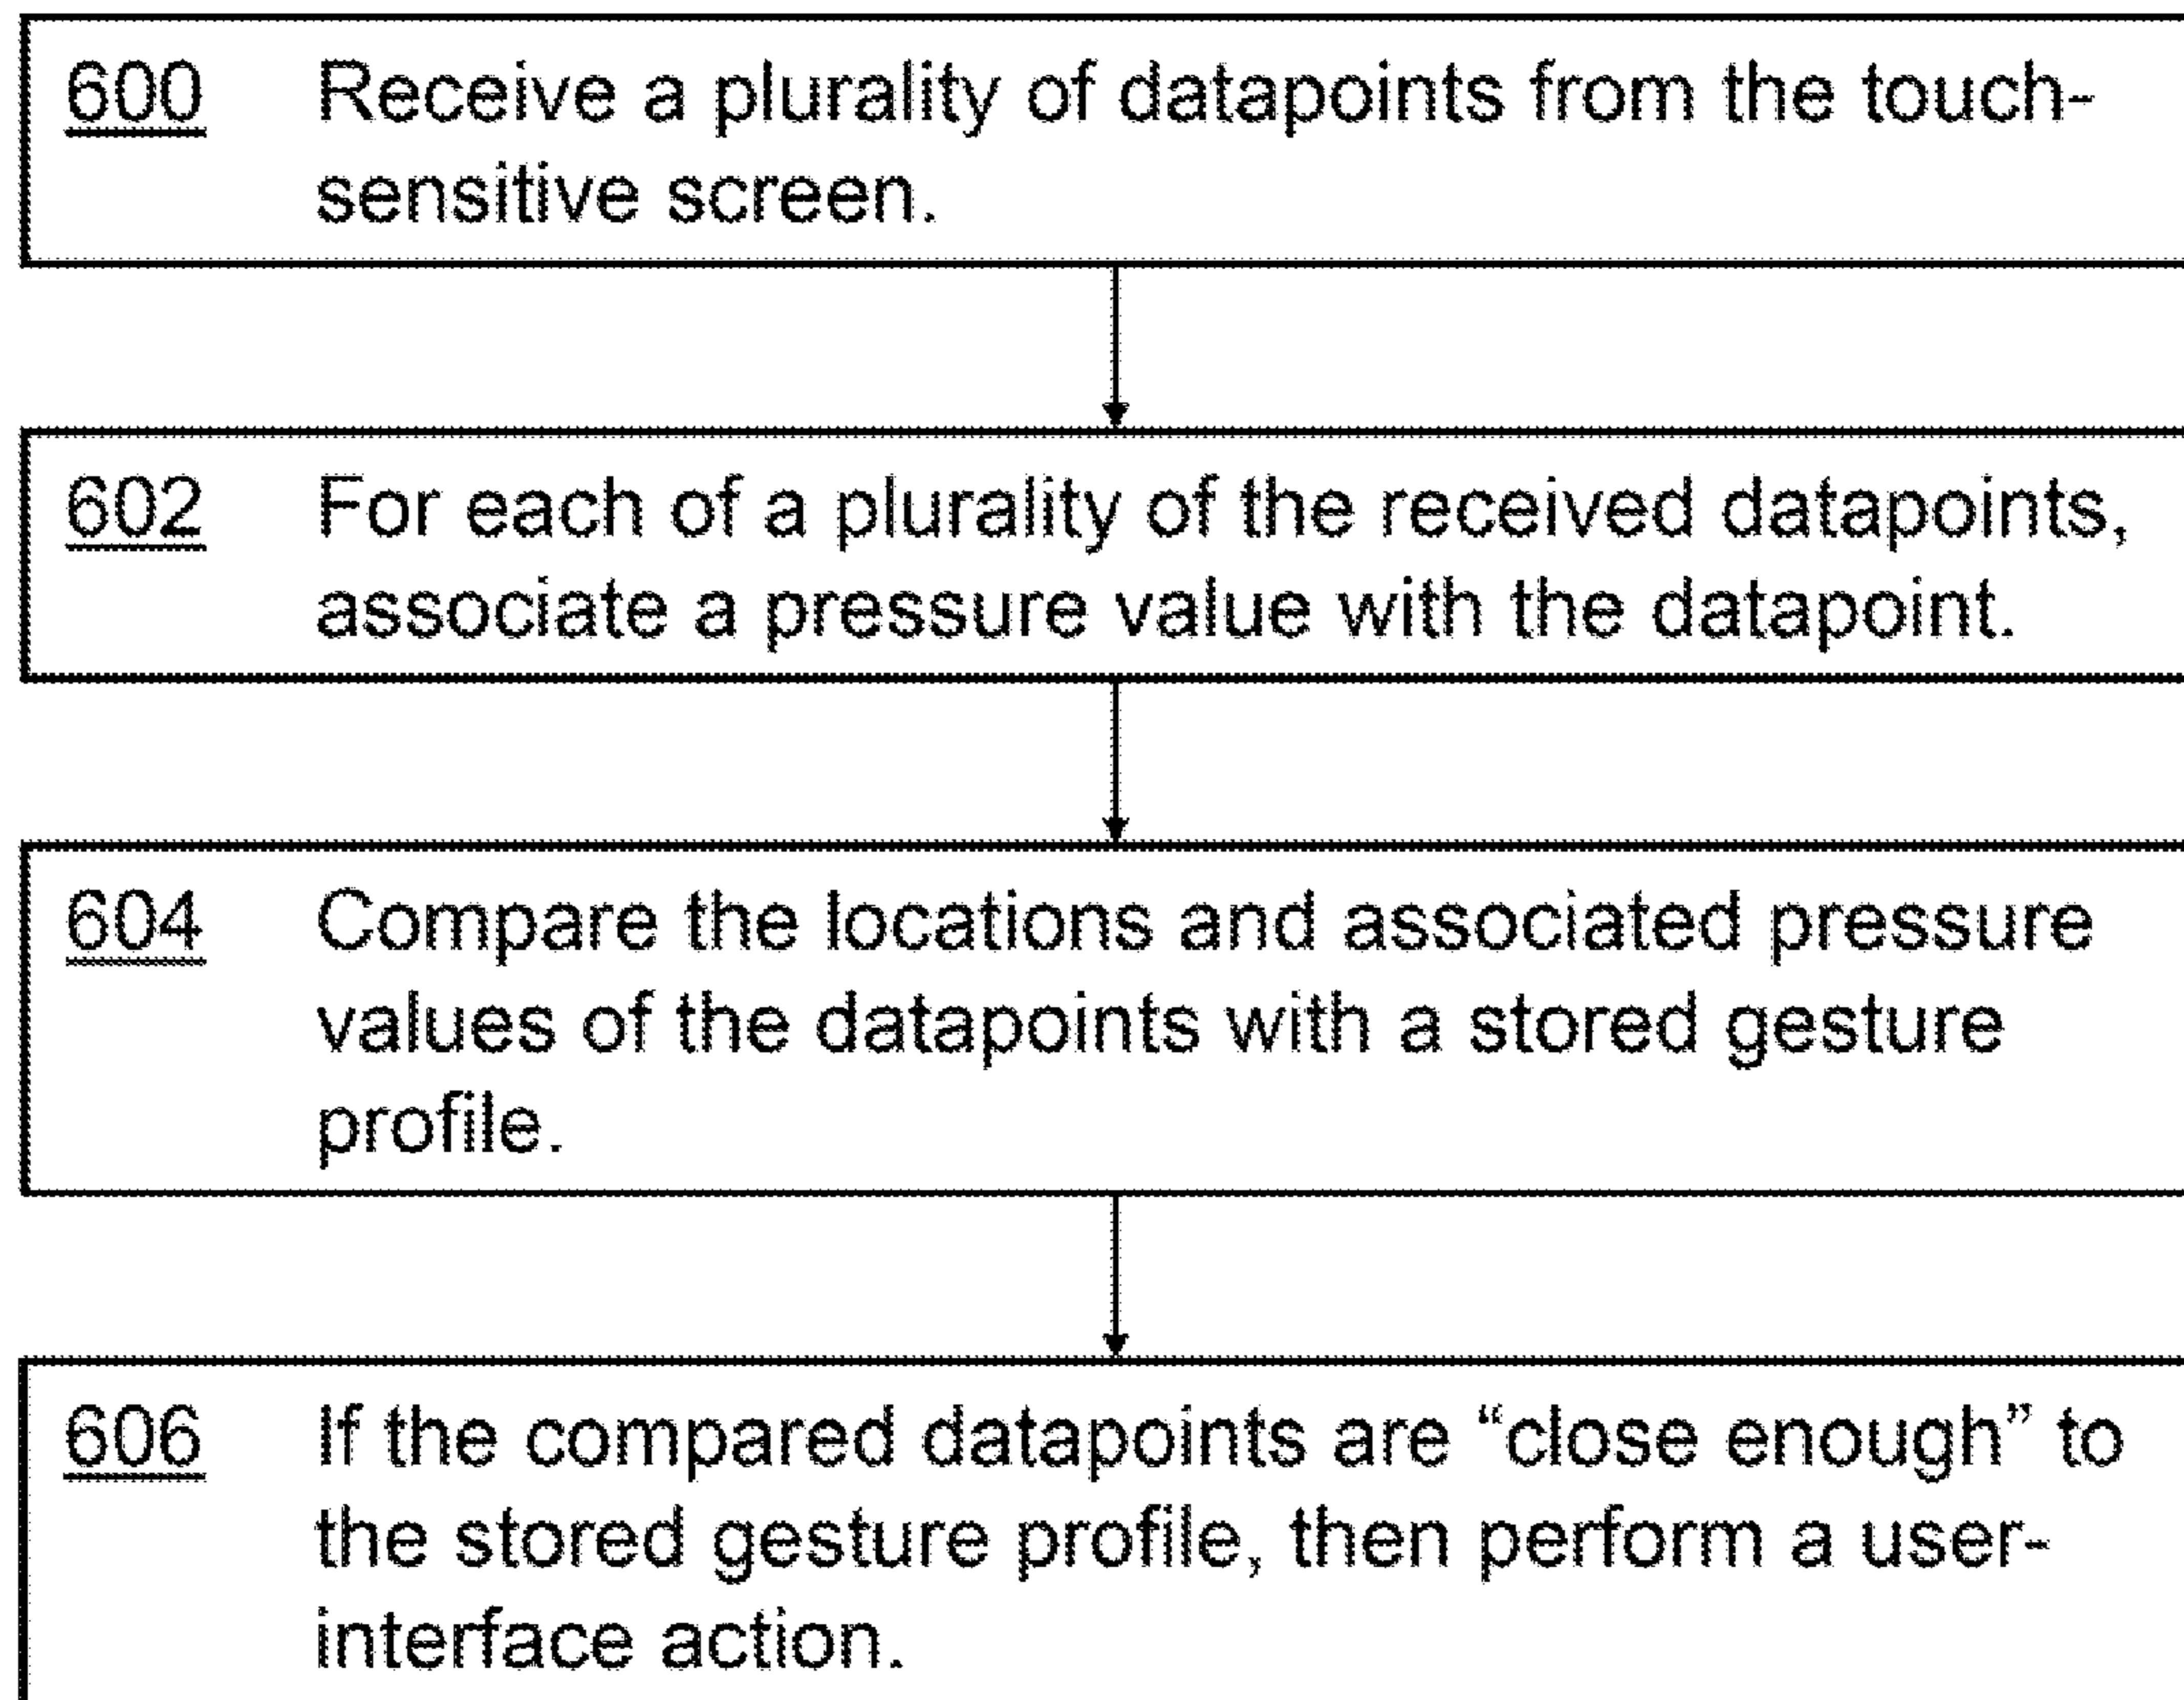 600 Receive a plurality of datapoints from the touch-
sensitive screen.
602 For each of a plurality of the received datapoints,
associate a pressure value with the datapoint.
604 Compare the locations and associated pressure
values of the datapoints with a stored gesture
profile.
606 If the compared datapoints are “close enough” to
the stored gesture profile, then perform a user-
interface action.